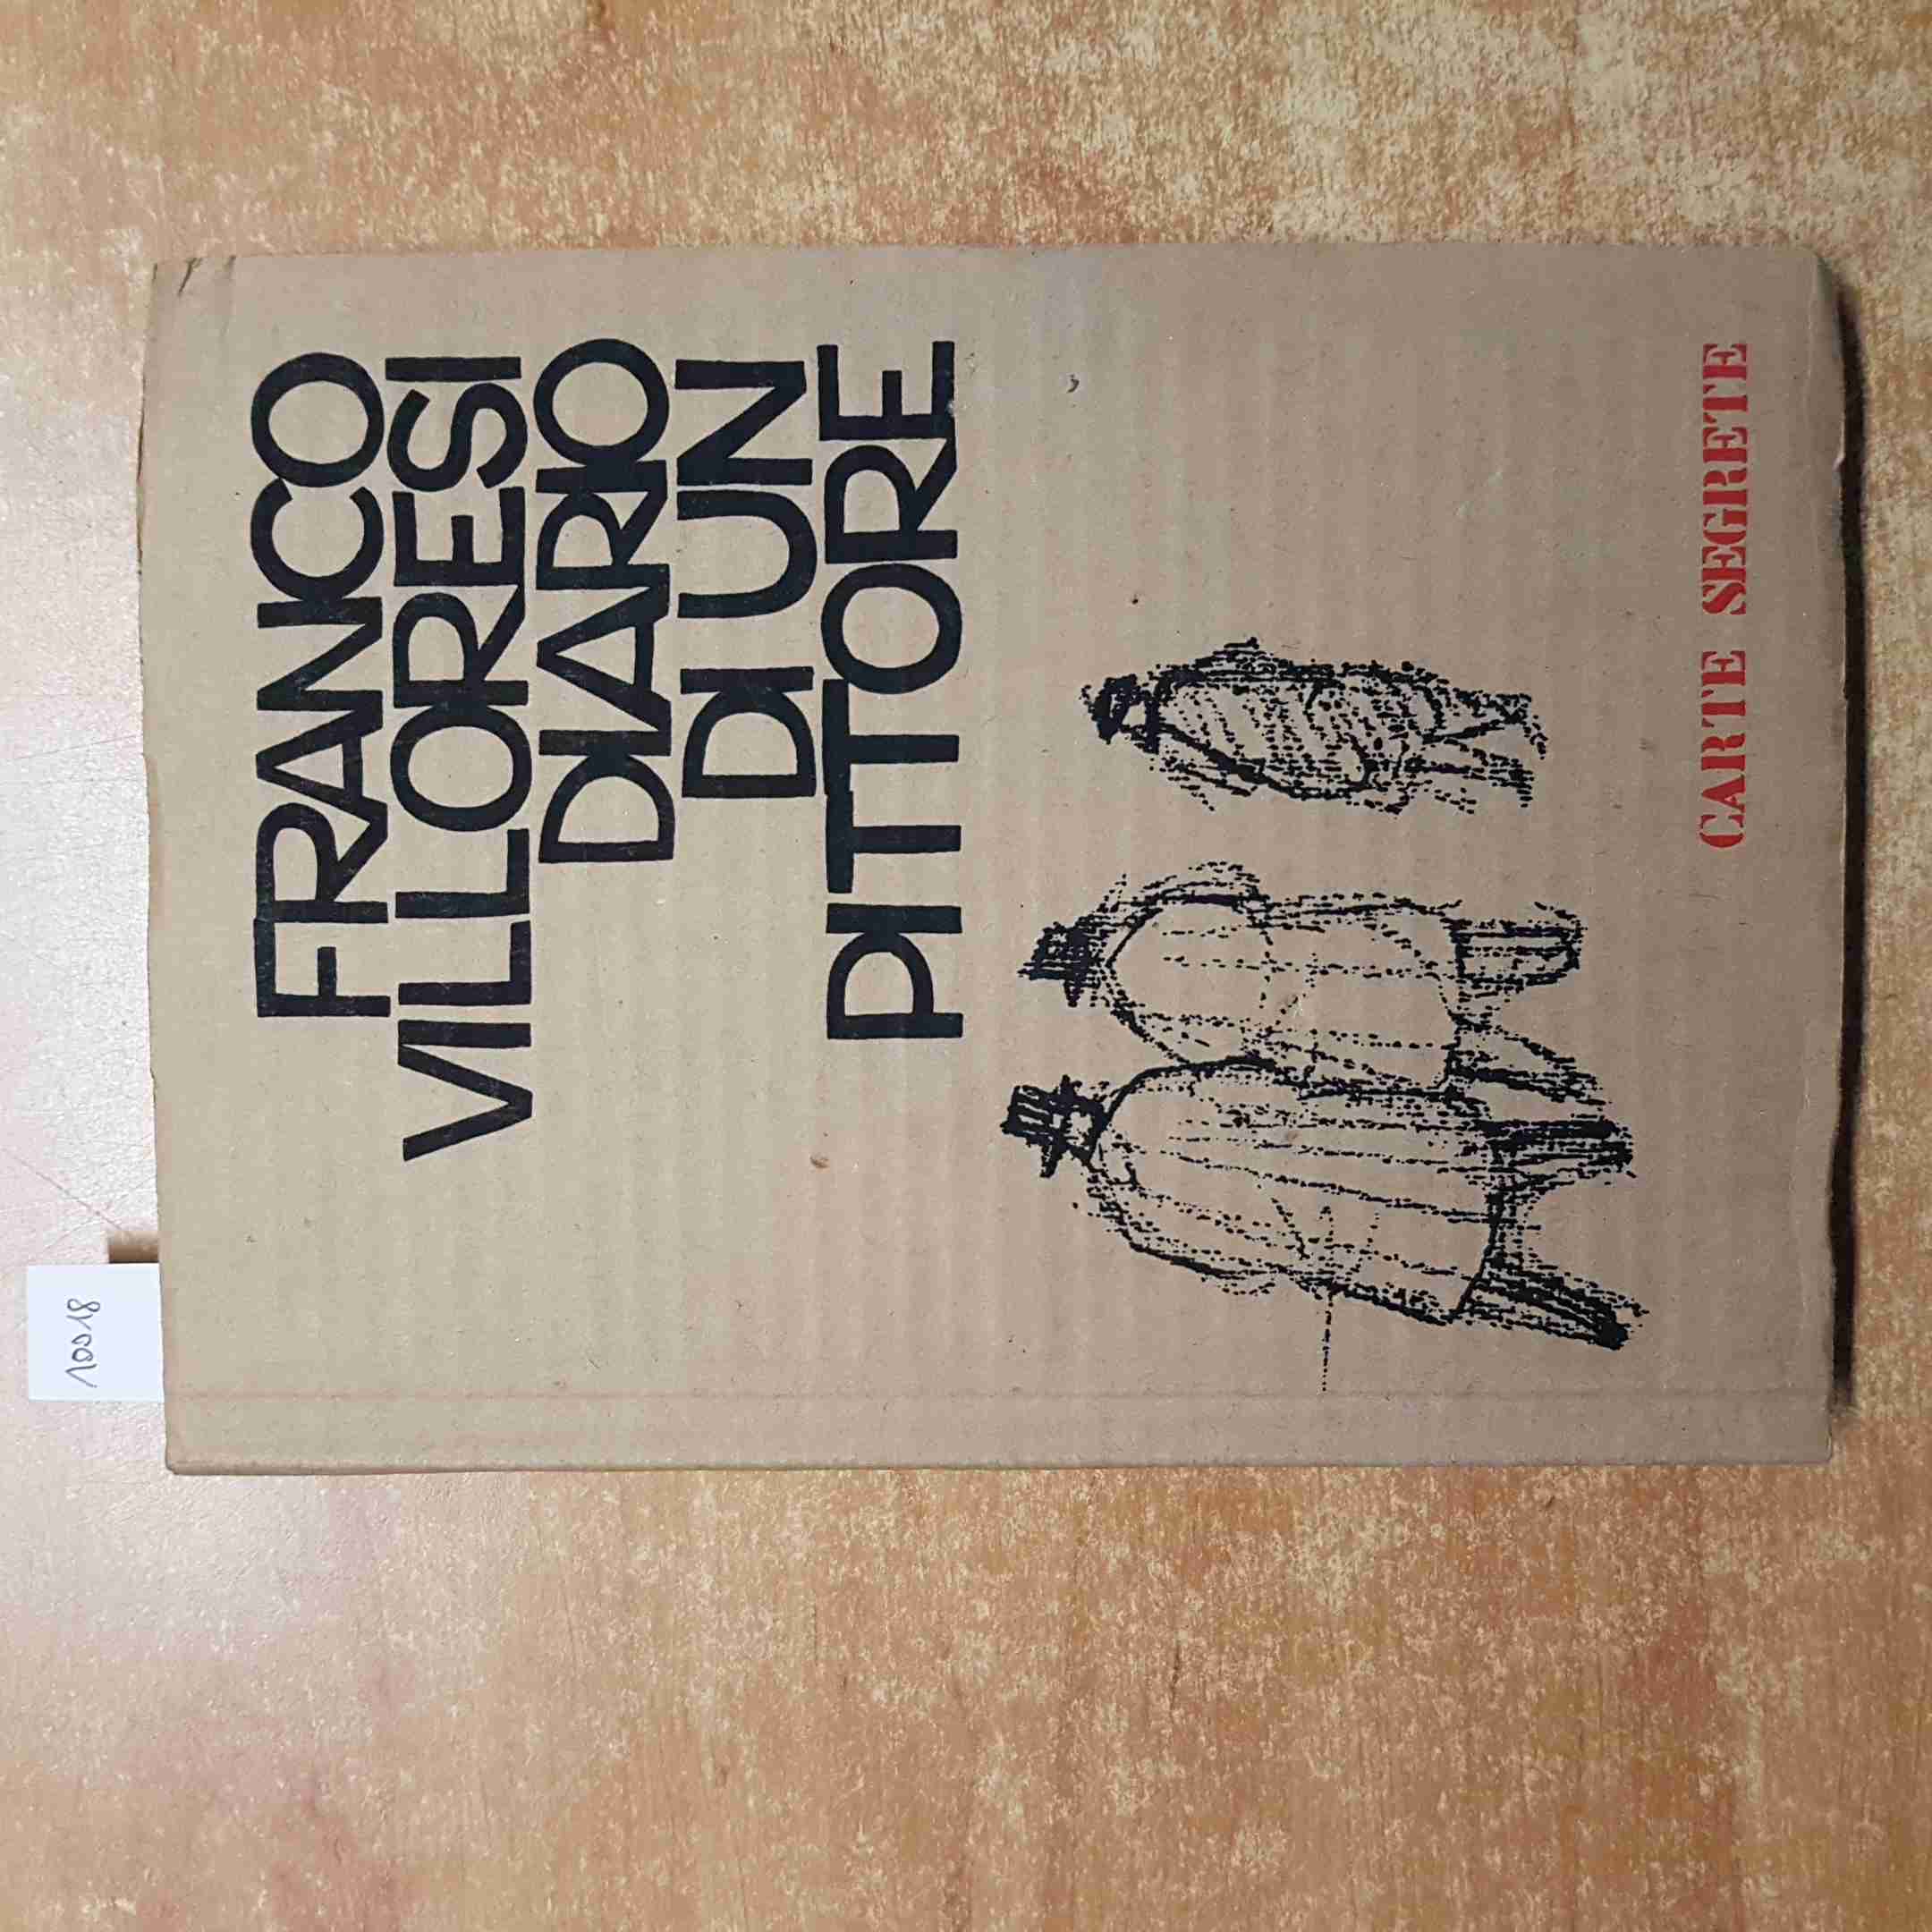 10018
FRANCO
VILLORESI
DIARIO
DI UN
PITTORE
CARTE SEGRETE